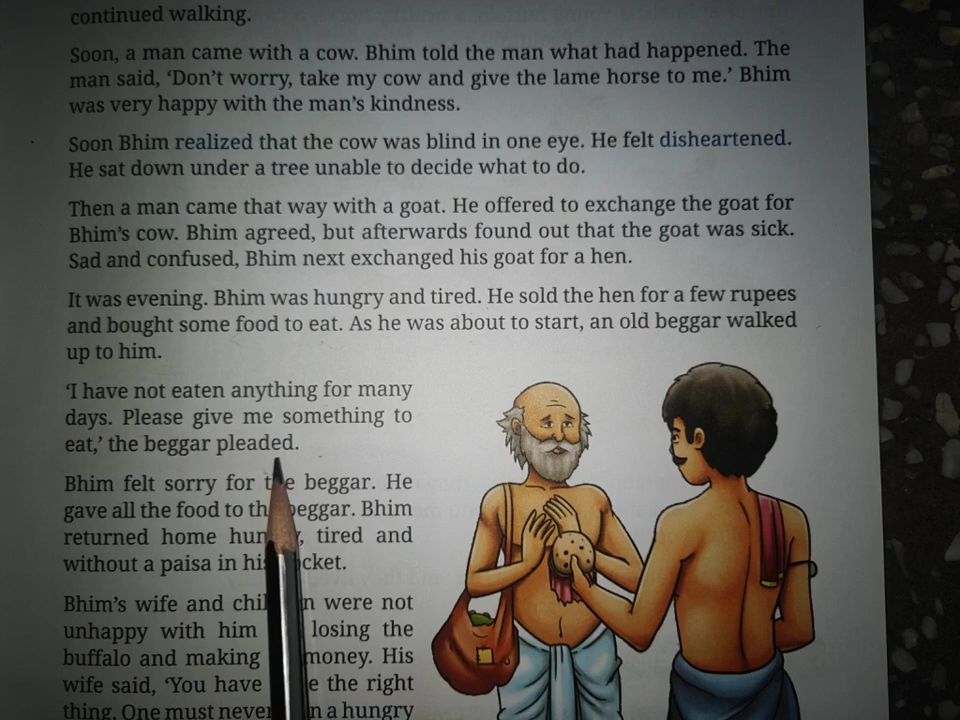 continued walking.
Soon, a man came with a cow. Bhim told the man what had happened. The
man said, ‘Don’t worry, take my cow and give the lame horse to me.’ Bhim
was very happy with the man’s kindness.
Soon Bhim realized that the cow was blind in one eye. He felt disheartened.
He sat down under a tree unable to decide what to do.
Then a man came that way with a goat. He offered to exchange the goat for
Bhim’s cow. Bhim agreed, but afterwards found out that the goat was sick.
Sad and confused, Bhim next exchanged his goat for a hen.
It was evening. Bhim was hungry and tired. He sold the hen for a few rupees
and bought some food to eat. As he was about to start, an old beggar walked
up to him.
‘I have not eaten anything for many
days. Please give me something to
eat,’ the beggar pleaded.
Bhim felt sorry for the beggar. He
gave all the food to the beggar. Bhim
returned home hungry, tired and
without a paisa in his pocket.
Bhim’s wife and children were not
unhappy with him losing the
buffalo and making money. His
wife said, ‘You have the right
thing. One must never a hungry